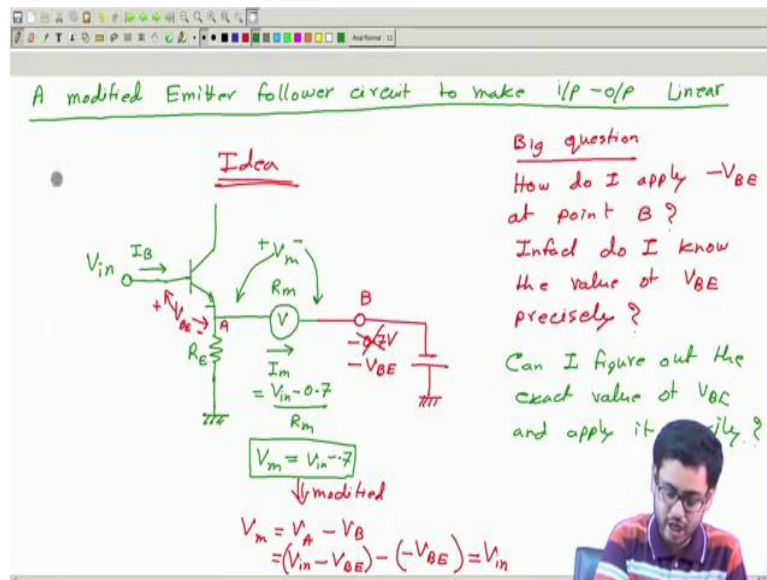 A modified Emitter follower circuit to make i/p - o/p Linear
Idea
Big question
How do I apply -VBE
at point B ?
Infact do I know
the value of VBE
precisely ?
Can I figure out the
exact value of VBE
and apply it
Vin
IB
+ VBE -
A
RE
+ Vm -
Rm
V
Im
= Vin - 0.7 / Rm
B
-0.7V
-VBE
Vm = Vin - .7
modified
Vm = VA - VB
= (Vin - VBE) - (-VBE) = Vin